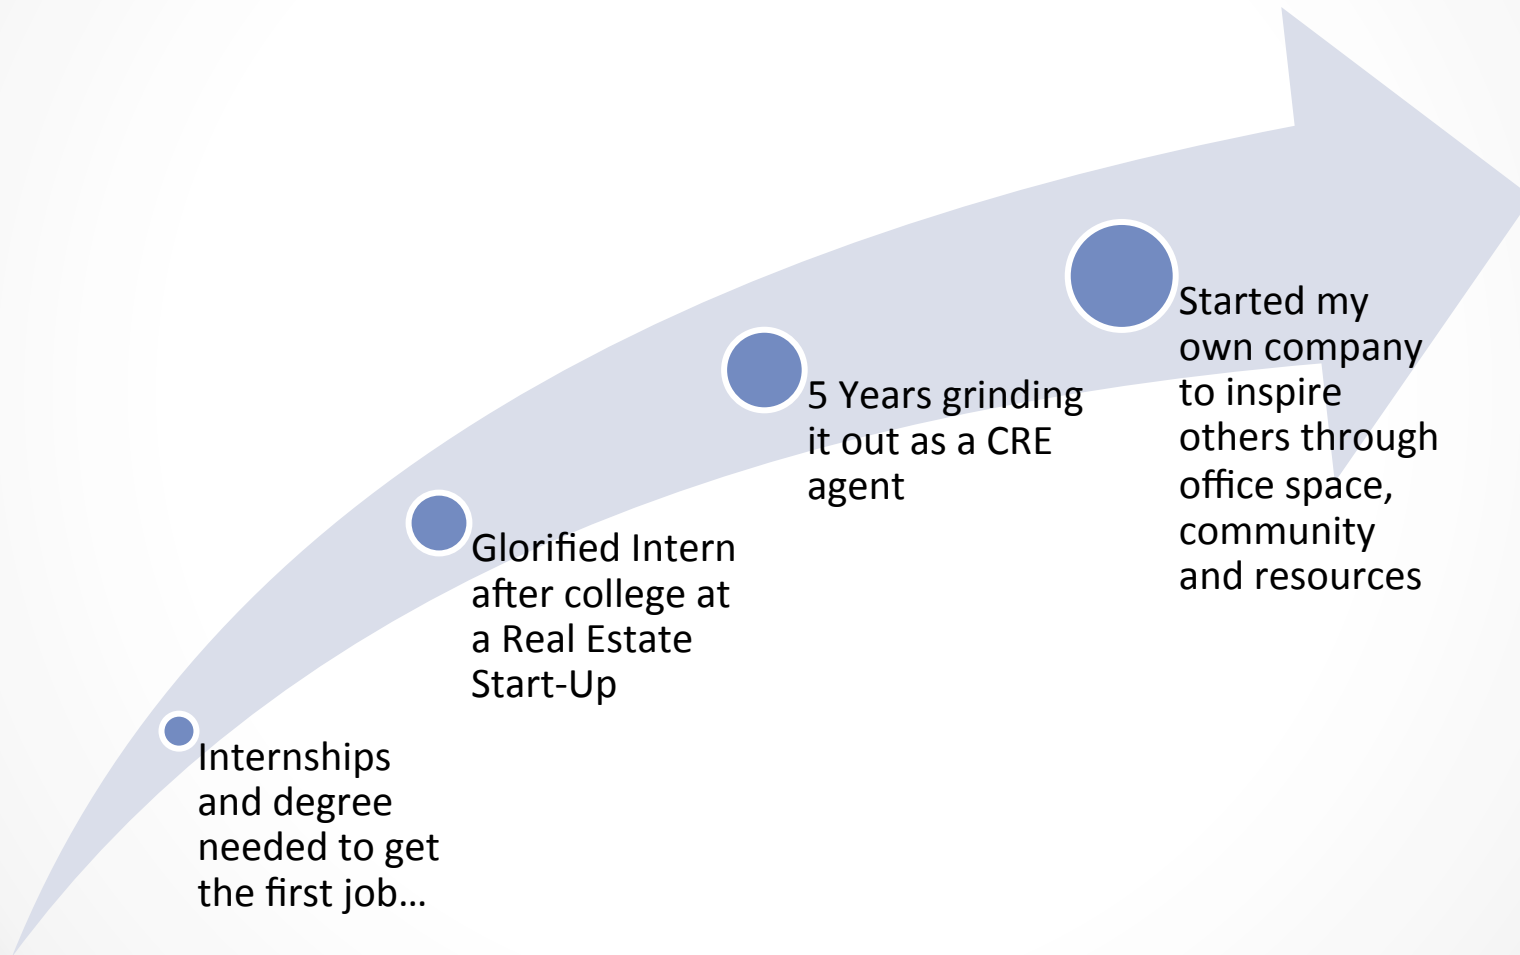 Internships
and degree
needed to get
the first job…
Glorified Intern
after college at
a Real Estate
Start-Up
5 Years grinding
it out as a CRE
agent
Started my
own company
to inspire
others through
office space,
community
and resources